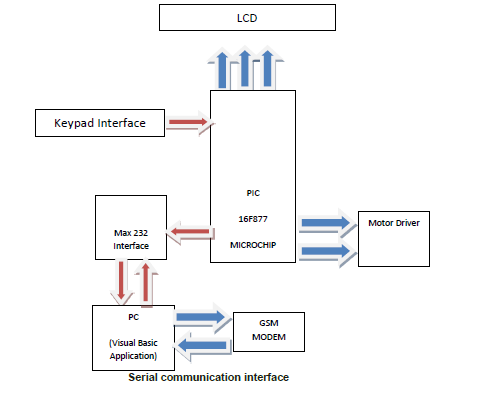 LCD
Keypad Interface
PIC
16F877
MICROCHIP
Max 232
Interface
Motor Driver
PC
(Visual Basic
Application)
GSM
MODEM
Serial communication interface